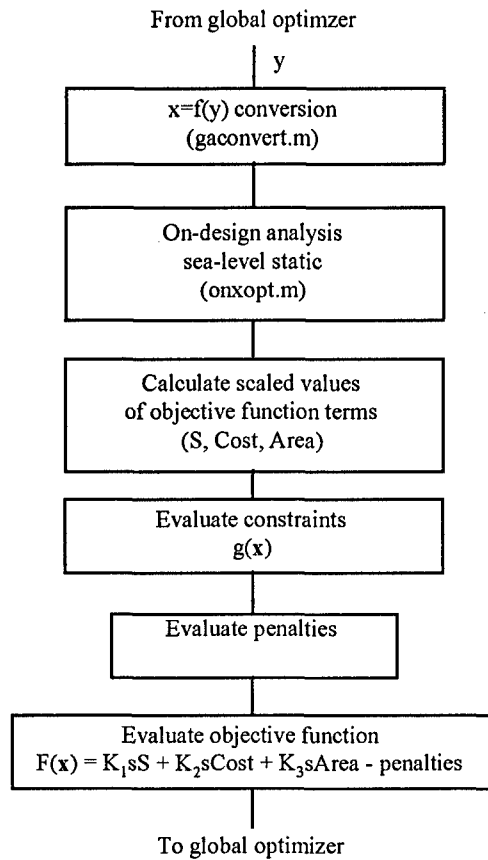 From global optimzer
y
x=f(y) conversion
(gaconvert.m)
On-design analysis
sea-level static
(onxopt.m)
Calculate scaled values
of objective function terms
(S, Cost, Area)
Evaluate constraints
g(x)
Evaluate penalties
Evaluate objective function
F(x) = K₁sS + K₂sCost + K₃sArea - penalties
To global optimizer